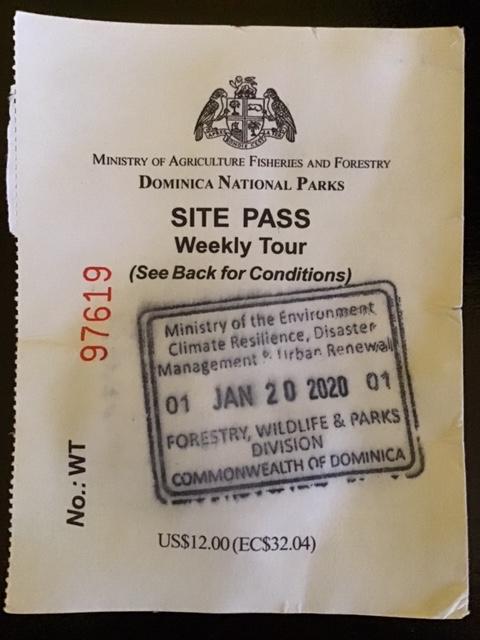 MINISTRY OF AGRICULTURE FISHERIES AND FORESTRY
DOMINICA NATIONAL PARKS
SITE PASS
Weekly Tour
(See Back for Conditions)
97619
No.: WT
Ministry of the Environment
Climate Resilience, Disaster
Management & Urban Renewal
01 JAN 20 2020 01
FORESTRY, WILDLIFE & PARKS
DIVISION
COMMONWEALTH OF DOMINICA
US$12.00 (EC$32.04)